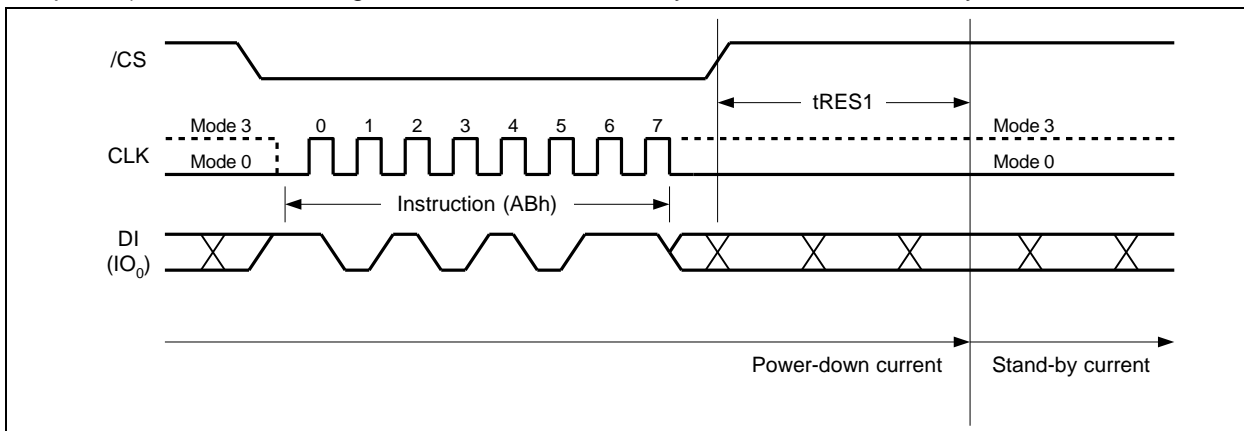 /CS
tRES1
Mode 3
0 1 2 3 4 5 6 7
Mode 3
CLK
Mode 0
Mode 0
Instruction (ABh)
DI
(IO0)
Power-down current
Stand-by current